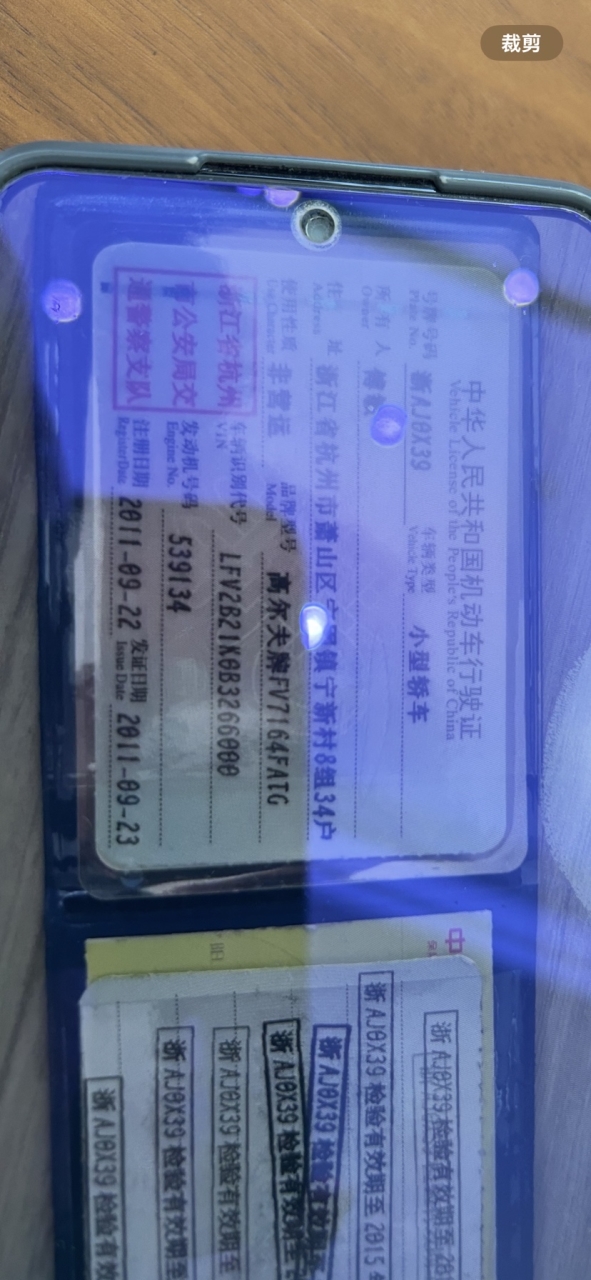 裁剪
中华人民共和国机动车行驶证
Vehicle License of the People's Republic of China
号牌号码 浙AJ0X39 车辆类型 小型轿车
Plate No. Vehicle Type
所有人 傅
Owner
住址 浙江省杭州市萧山区 镇宁新村8组34户
Address
使用性质 非营运 品牌型号 高尔夫牌FV7164FATG
Use Character Model
浙江省杭州
市公安局交
通警察支队
车辆识别代号 LFV2B21K0B3266000
VIN
发动机号码 539134
Engine No.
注册日期 2011-09-22 发证日期 2011-09-23
Register Date Issue Date
中
浙AJ0X39 检验有效期至20
浙AJ0X39 检验有效期至 2015
浙AJ0X39 检验有效期
浙AJ0X39 检验有效期至
浙AJ0X39 检验有效期至
浙AJ0X39 检验有效期至
浙AJ0X39 检验有效